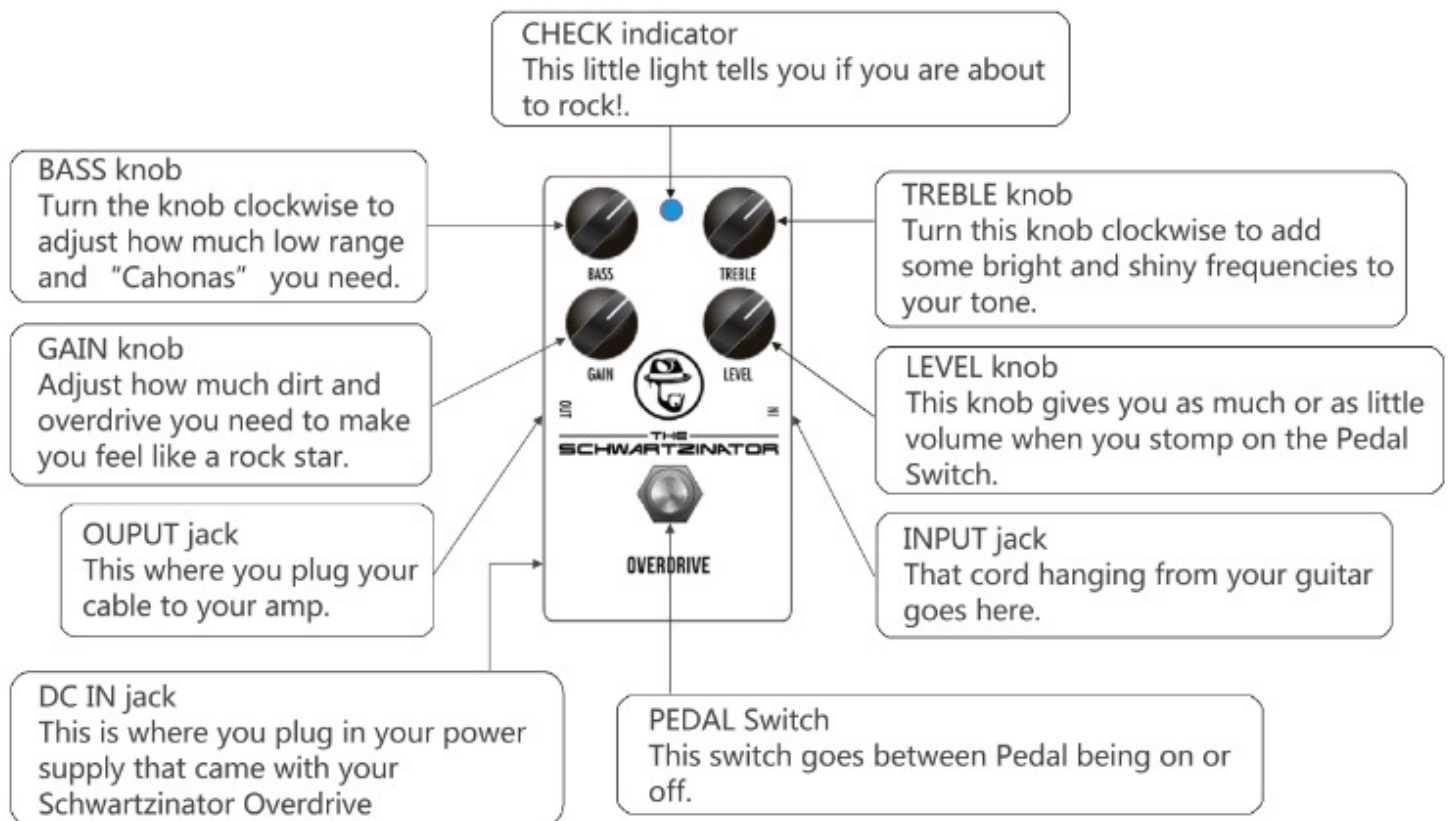 CHECK indicator
This little light tells you if you are about
to rock!.
BASS knob
Turn the knob clockwise to
adjust how much low range
and “Cahonas” you need.
TREBLE knob
Turn this knob clockwise to add
some bright and shiny frequencies to
your tone.
GAIN knob
Adjust how much dirt and
overdrive you need to make
you feel like a rock star.
LEVEL knob
This knob gives you as much or as little
volume when you stomp on the Pedal
Switch.
OUPUT jack
This where you plug your
cable to your amp.
INPUT jack
That cord hanging from your guitar
goes here.
DC IN jack
This is where you plug in your power
supply that came with your
Schwartzinator Overdrive
PEDAL Switch
This switch goes between Pedal being on or
off.
BASS
TREBLE
GAIN
LEVEL
OUT
IN
THE
SCHWARTZINATOR
OVERDRIVE